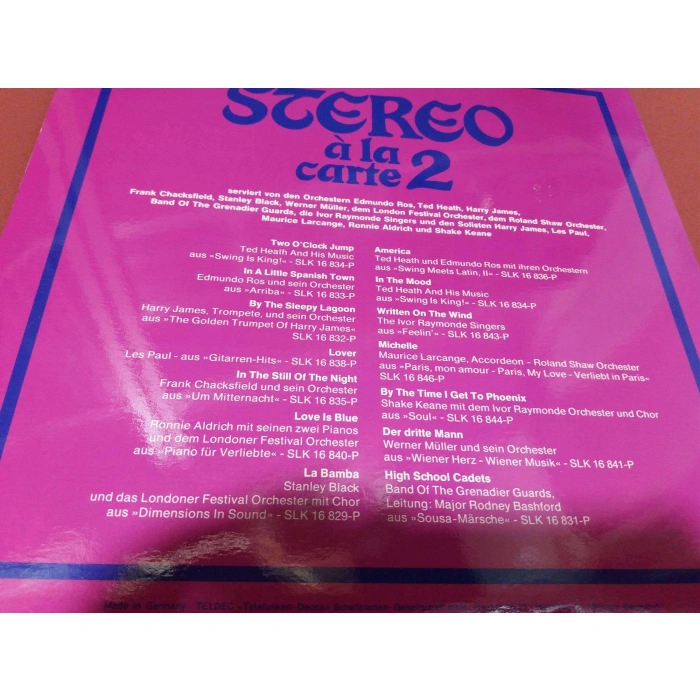 STEREO
à la
carte 2
serviert von den Orchestern Edmundo Ros, Ted Heath, Harry James,
Frank Chacksfield, Stanley Black, Werner Müller, dem London Festival Orchester, dem Roland Shaw Orchester,
Band Of The Grenadier Guards, die Ivor Raymonde Singers und den Solisten Harry James, Les Paul,
Maurice Larcange, Ronnie Aldrich und Shake Keane
Two O'Clock Jump
Ted Heath And His Music
aus »Swing Is King!« - SLK 16 834-P
In A Little Spanish Town
Edmundo Ros und sein Orchester
aus »Arriba« - SLK 16 833-P
By The Sleepy Lagoon
Harry James, Trompete, und sein Orchester
aus »The Golden Trumpet Of Harry James«
SLK 16 832-P
Lover
Les Paul - aus »Gitarren-Hits« - SLK 16 838-P
In The Still Of The Night
Frank Chacksfield und sein Orchester
aus »Um Mitternacht« - SLK 16 835-P
Love Is Blue
Ronnie Aldrich mit seinen zwei Pianos
und dem Londoner Festival Orchester
aus »Piano für Verliebte« - SLK 16 840-P
La Bamba
Stanley Black
und das Londoner Festival Orchester mit Chor
aus »Dimensions In Sound« - SLK 16 829-P
America
Ted Heath und Edmundo Ros mit ihren Orchestern
aus »Swing Meets Latin, II« - SLK 16 836-P
In The Mood
Ted Heath And His Music
aus »Swing Is King!« - SLK 16 834-P
Written On The Wind
The Ivor Raymonde Singers
aus »Feelin'« - SLK 16 843-P
Michelle
Maurice Larcange, Accordeon - Roland Shaw Orchester
aus »Paris, mon amour - Paris, My Love - Verliebt in Paris«
SLK 16 846-P
By The Time I Get To Phoenix
Shake Keane mit dem Ivor Raymonde Orchester und Chor
aus »Soul« - SLK 16 844-P
Der dritte Mann
Werner Müller und sein Orchester
aus »Wiener Herz - Wiener Musik« - SLK 16 841-P
High School Cadets
Band Of The Grenadier Guards,
Leitung: Major Rodney Bashford
aus »Sousa-Märsche« - SLK 16 831-P
Made in Germany · TELDEC »Telefunken-Decca« Schallplatten